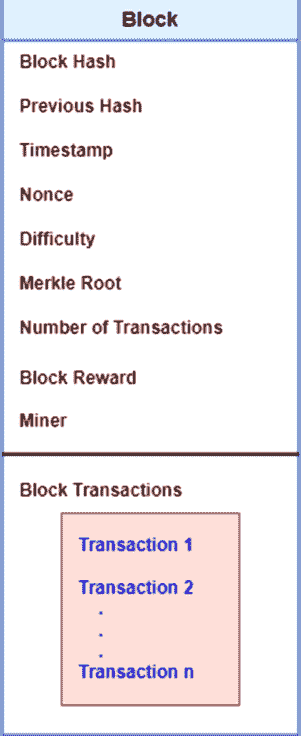 Block
Block Hash
Previous Hash
Timestamp
Nonce
Difficulty
Merkle Root
Number of Transactions
Block Reward
Miner
Block Transactions
Transaction 1
Transaction 2
.
.
.
Transaction n